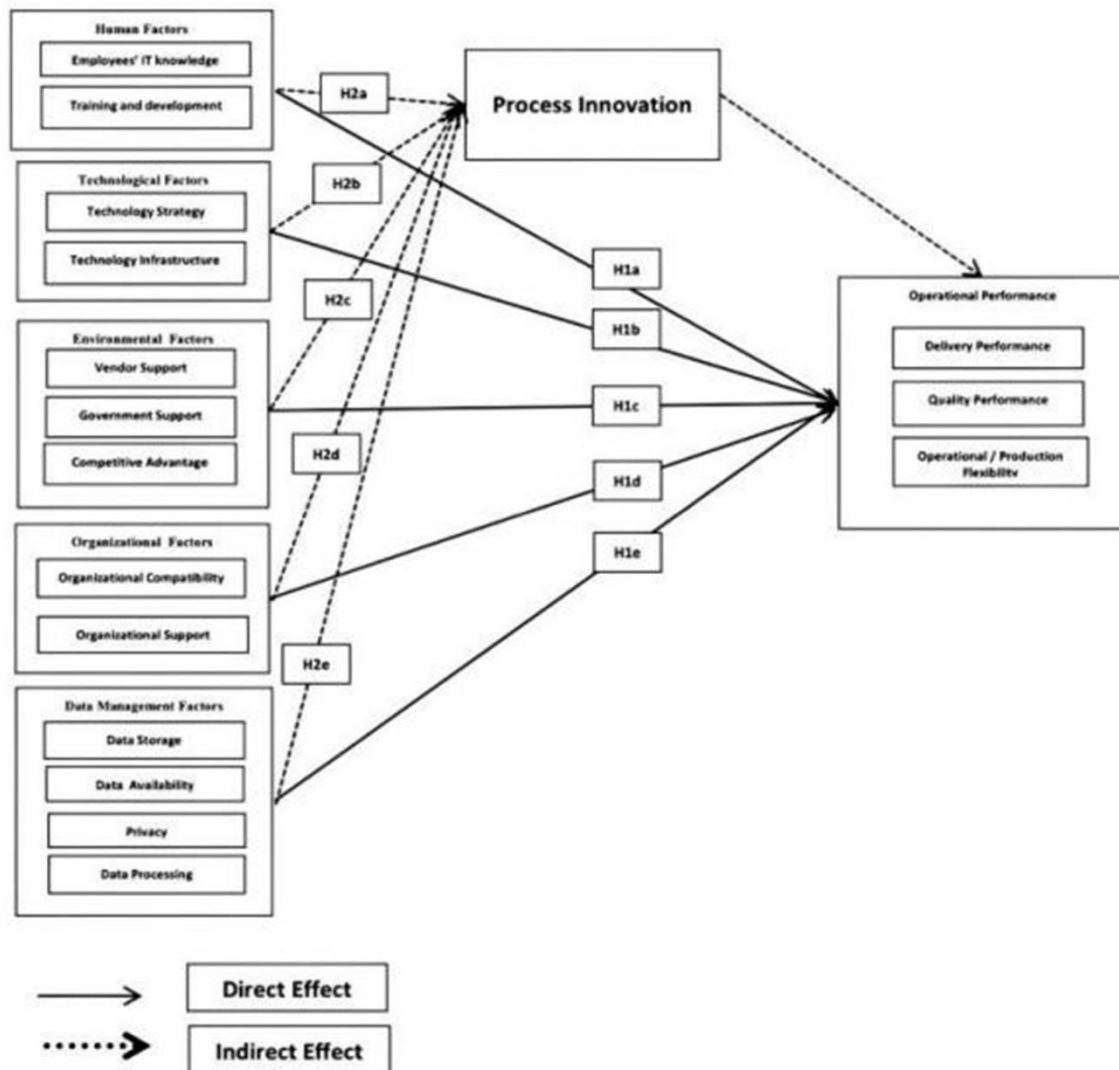 Human Factors
Employees' IT knowledge
Training and development
Technological Factors
Technology Strategy
Technology Infrastructure
Environmental Factors
Vendor Support
Government Support
Competitive Advantage
Organizational Factors
Organizational Compatibility
Organizational Support
Data Management Factors
Data Storage
Data Availability
Privacy
Data Processing
H2a
H2b
H2c
H2d
H2e
Process Innovation
H1a
H1b
H1c
H1d
H1e
Operational Performance
Delivery Performance
Quality Performance
Operational / Production
Flexibility
Direct Effect
Indirect Effect